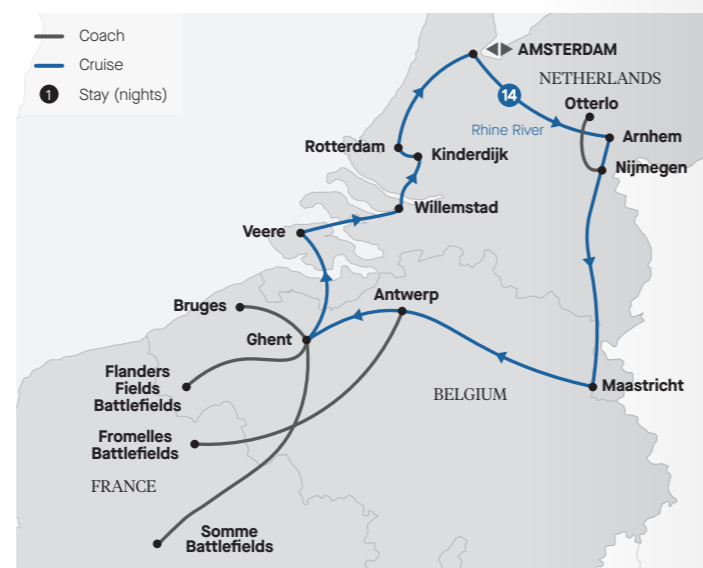 Coach
Cruise
1 Stay (nights)
AMSTERDAM
NETHERLANDS
14
Otterlo
Rhine River
Arnhem
Rotterdam
Kinderdijk
Nijmegen
Willemstad
Veere
Antwerp
Bruges
Ghent
Flanders
Fields
Battlefields
Maastricht
BELGIUM
Fromelles
Battlefields
FRANCE
Somme
Battlefields